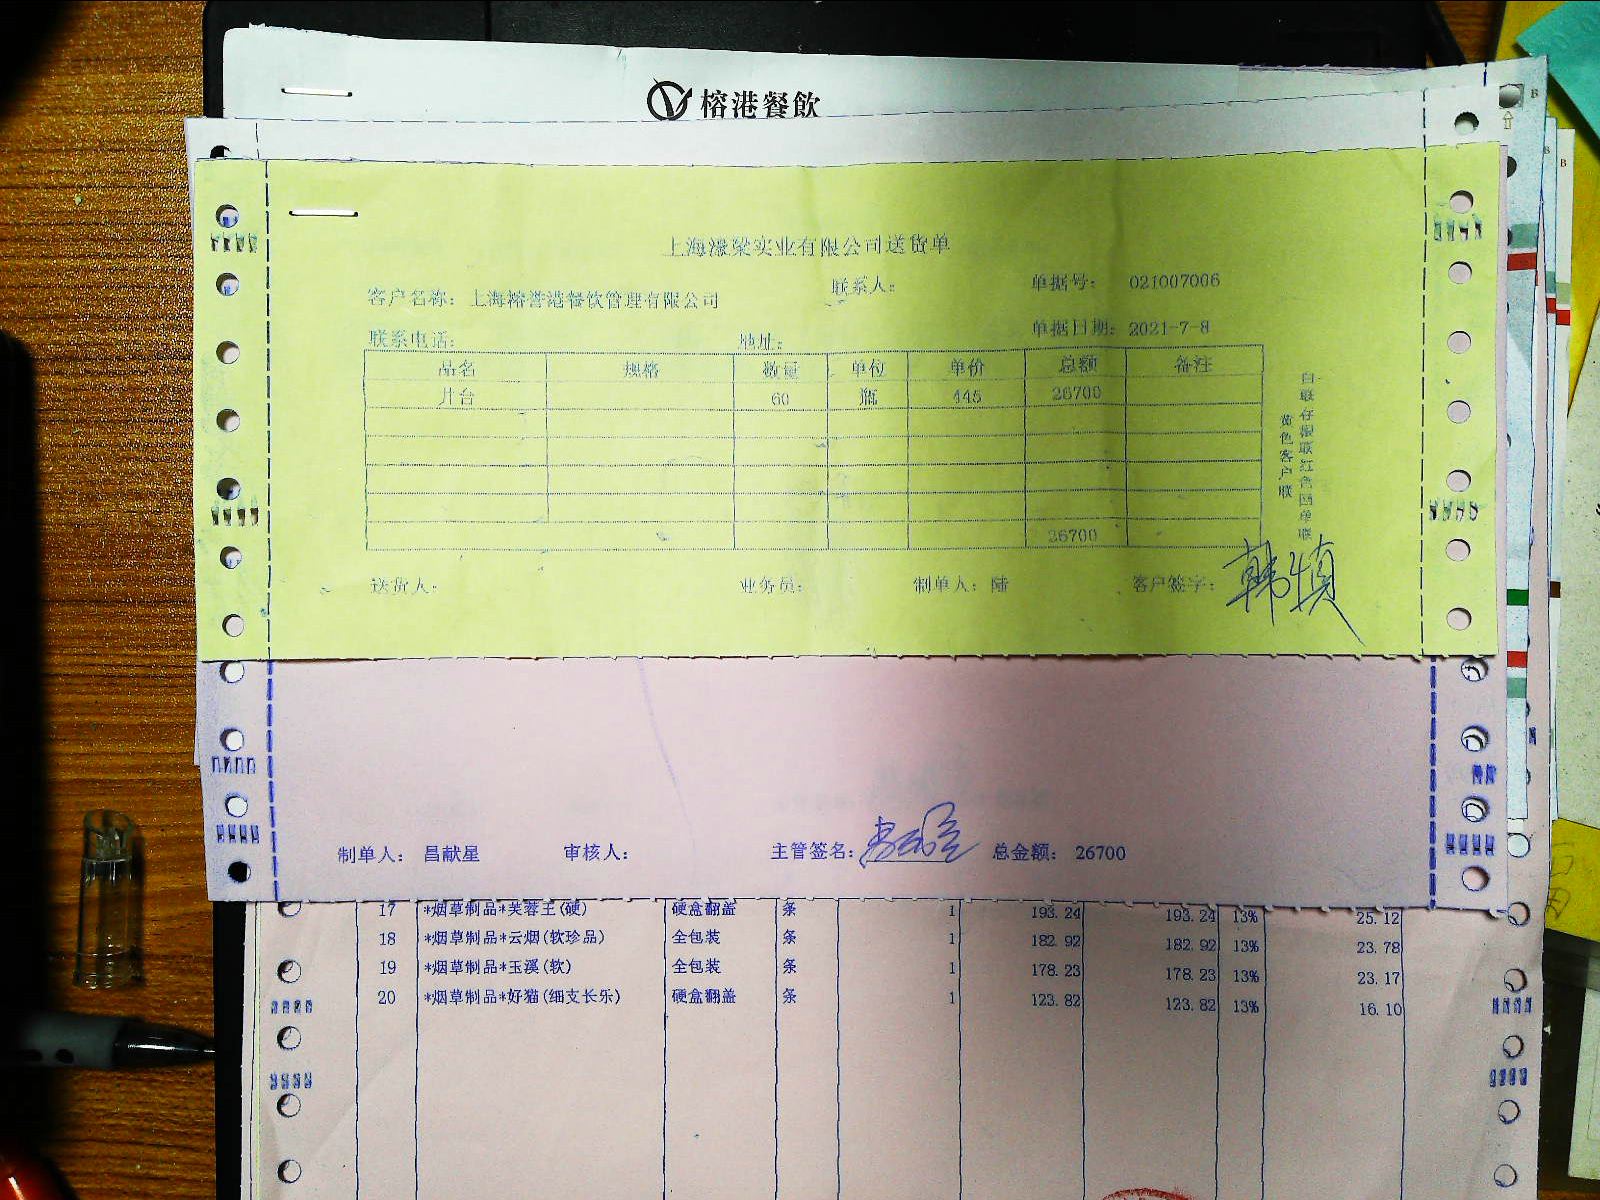 榕港餐飲
上海濠梁实业有限公司送货单
客户名称: 上海榕誉港餐饮管理有限公司 联系人: 单据号: 021007006
联系电话: 地址: 单据日期: 2021-7-8
品名 规格 数量 单位 单价 总额 备注
井台 60 瓶 445 26700
26700
白联存根联红色回单联
黄色客户联
送货人: 业务员: 制单人: 陆 客户签字: 韩慎
制单人: 昌献星 审核人: 主管签名: 总金额: 26700
17 *烟草制品*芙蓉王(硬) 硬盒翻盖 条 1 193.24 193.24 13% 25.12
18 *烟草制品*云烟(软珍品) 全包装 条 1 182.92 182.92 13% 23.78
19 *烟草制品*玉溪(软) 全包装 条 1 178.23 178.23 13% 23.17
20 *烟草制品*好猫(细支长乐) 硬盒翻盖 条 1 123.82 123.82 13% 16.10